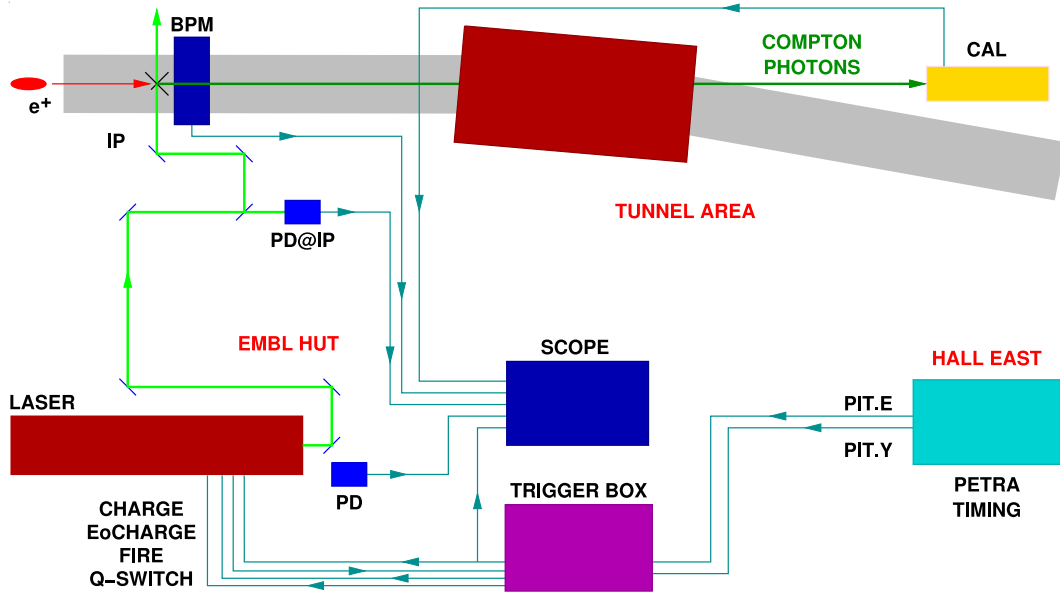 BPM
COMPTON
PHOTONS
CAL
e+
IP
TUNNEL AREA
PD@IP
EMBL HUT
SCOPE
HALL EAST
LASER
PIT.E
PIT.Y
PD
TRIGGER BOX
PETRA
TIMING
CHARGE
EoCHARGE
FIRE
Q–SWITCH